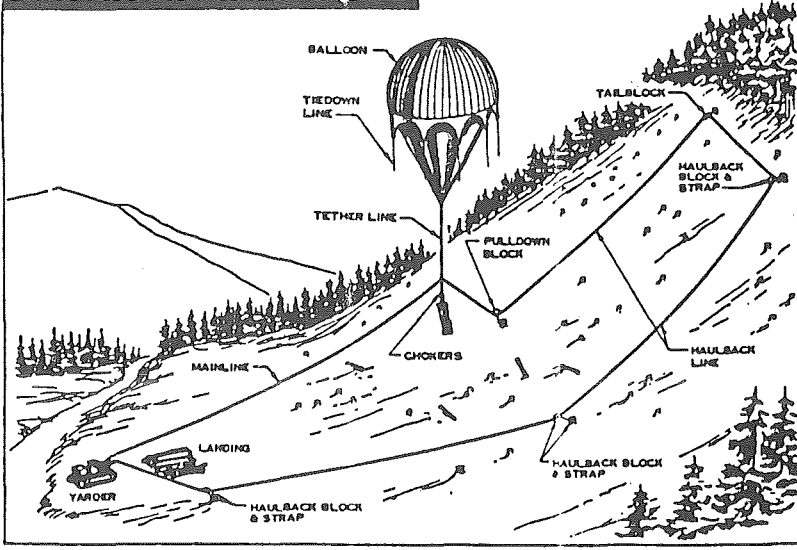 BALLOON
TIEDOWN
LINE
TAILBLOCK
HAULBACK
BLOCK &
STRAP
TETHER LINE
PULLDOWN
BLOCK
CHOKERS
HAULBACK
LINE
MAINLINE
LANDING
YARDER
HAULBACK BLOCK
& STRAP
HAULBACK BLOCK
& STRAP